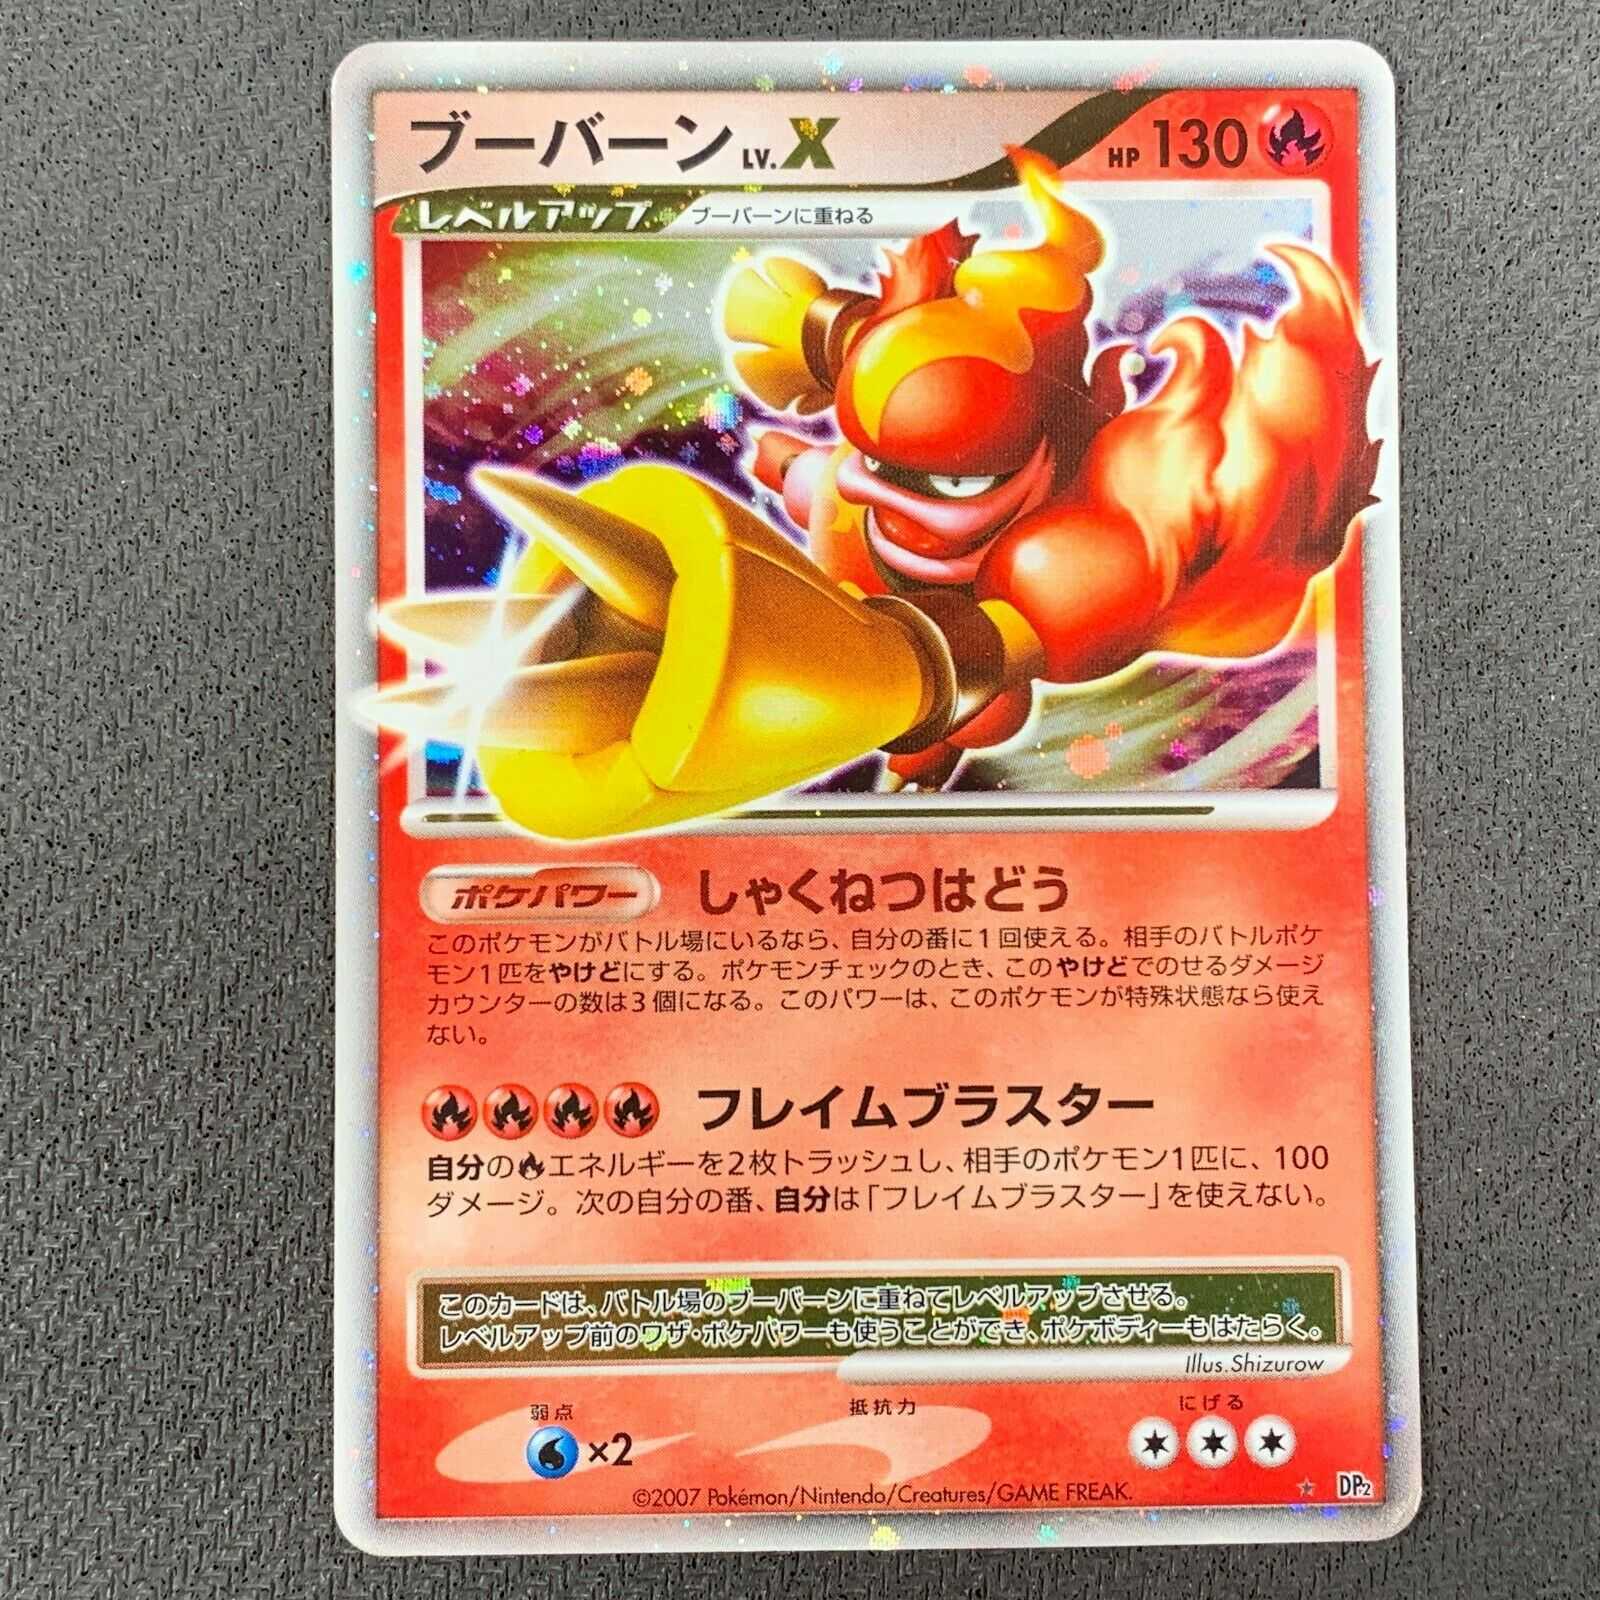 ブーバーン LV.X HP 130
レベルアップ ブーバーンに重ねる
ポケパワー しゃくねつはどう
このポケモンがバトル場にいるなら、自分の番に1回使える。相手のバトルポケ
モン1匹をやけどにする。ポケモンチェックのとき、このやけどでのせるダメージ
カウンターの数は3個になる。このパワーは、このポケモンが特殊状態なら使え
ない。
フレイムブラスター
自分のエネルギーを2枚トラッシュし、相手のポケモン1匹に、100
ダメージ。次の自分の番、自分は「フレイムブラスター」を使えない。
このカードは、バトル場のブーバーンに重ねてレベルアップさせる。
レベルアップ前のワザ・ポケパワーも使うことができ、ポケボディーもはたらく。
Illus.Shizurow
弱点 抵抗力 にげる
×2
©2007 Pokémon/Nintendo/Creatures/GAME FREAK.
DP2